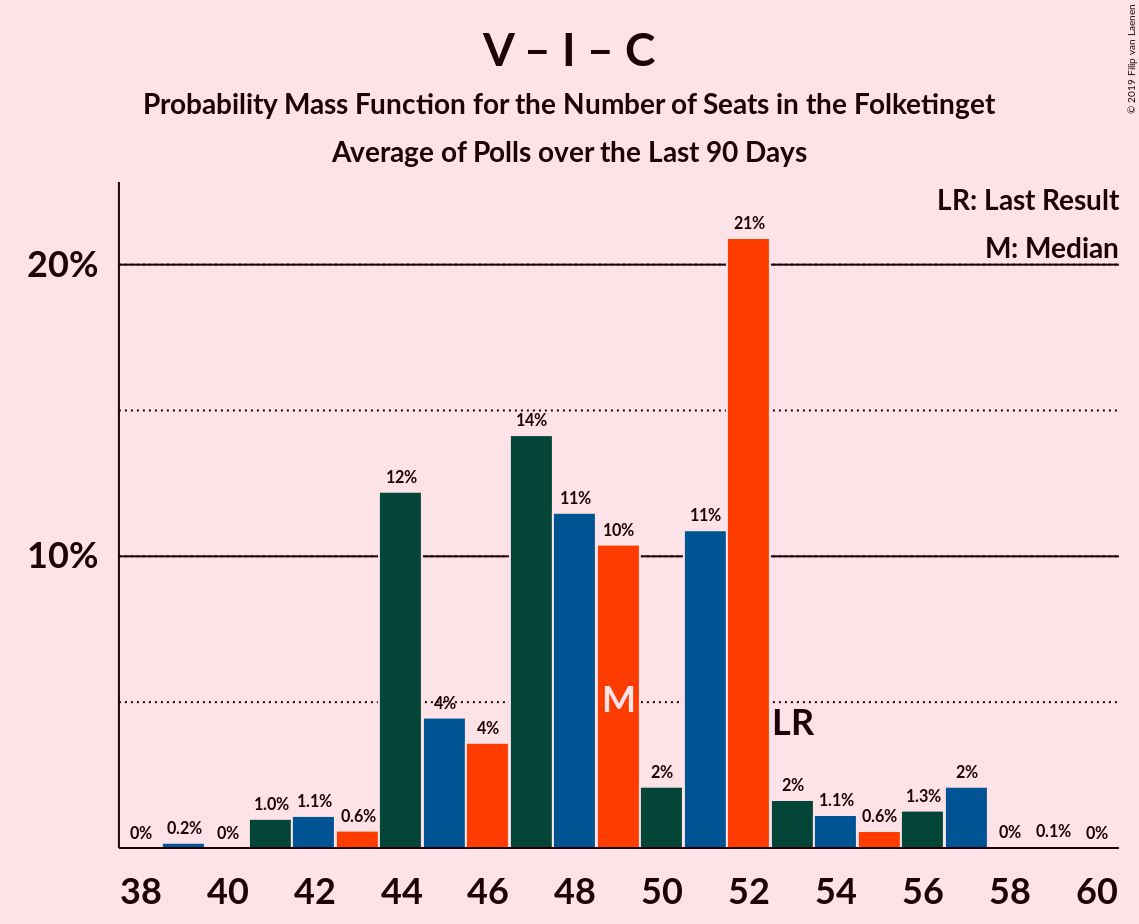 V – I – C
Probability Mass Function for the Number of Seats in the Folketinget
Average of Polls over the Last 90 Days
© 2019 Filip van Laenen
LR: Last Result
M: Median
20%
10%
0%
0.2%
0%
1.0%
1.1%
0.6%
12%
4%
4%
14%
11%
10%
2%
11%
21%
2%
1.1%
0.6%
1.3%
2%
0%
0.1%
0%
M
LR
38 40 42 44 46 48 50 52 54 56 58 60